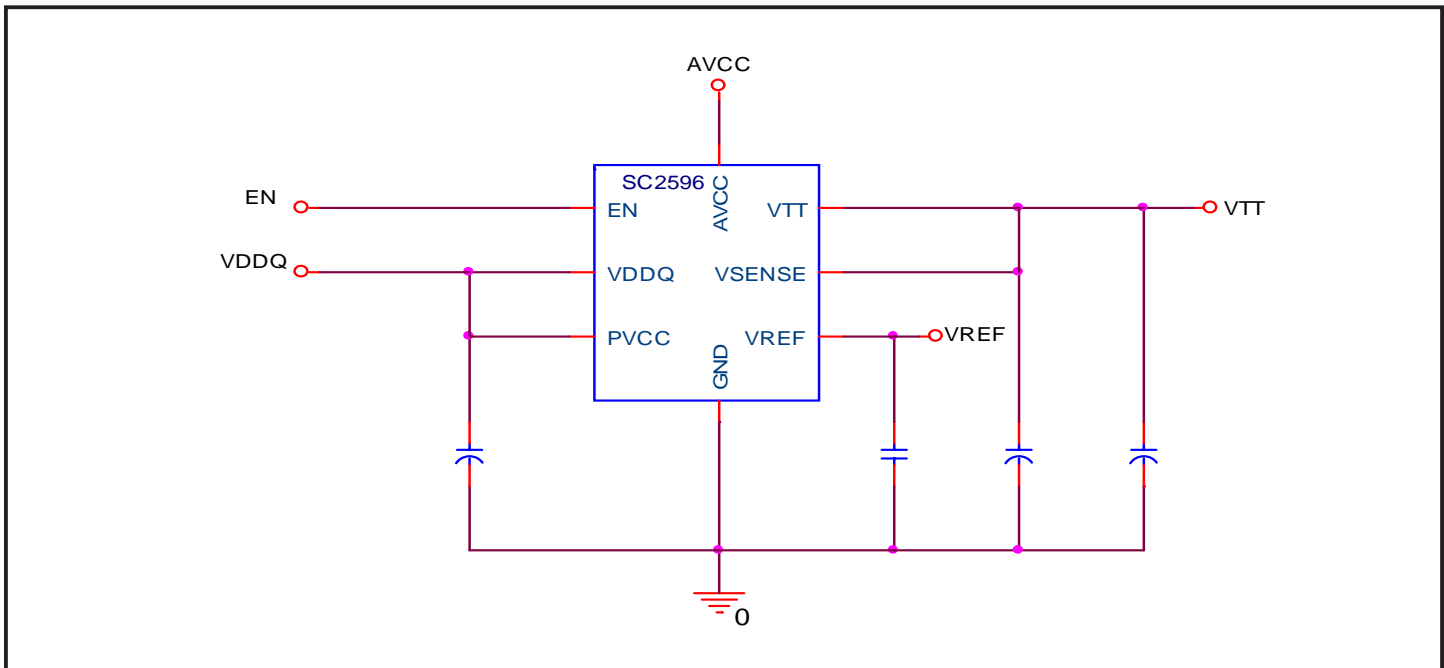 AVCC
SC2596
AVCC
EN
EN
VTT
VTT
VDDQ
VDDQ
VSENSE
PVCC
VREF
VREF
GND
0